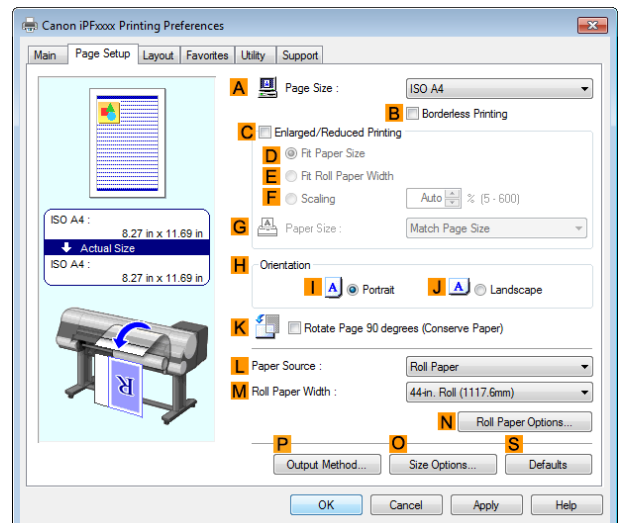 Canon iPFxxxx Printing Preferences
Main Page Setup Layout Favorites Utility Support
A Page Size : ISO A4
B Borderless Printing
C Enlarged/Reduced Printing
D Fit Paper Size
E Fit Roll Paper Width
F Scaling Auto % (5 - 600)
G Paper Size : Match Page Size
ISO A4 :
8.27 in x 11.69 in
Actual Size
ISO A4 :
8.27 in x 11.69 in
H Orientation
I A Portrait J A Landscape
K Rotate Page 90 degrees (Conserve Paper)
R
L Paper Source : Roll Paper
M Roll Paper Width : 44-in. Roll (1117.6mm)
N Roll Paper Options...
P O S
Output Method... Size Options... Defaults
OK Cancel Apply Help